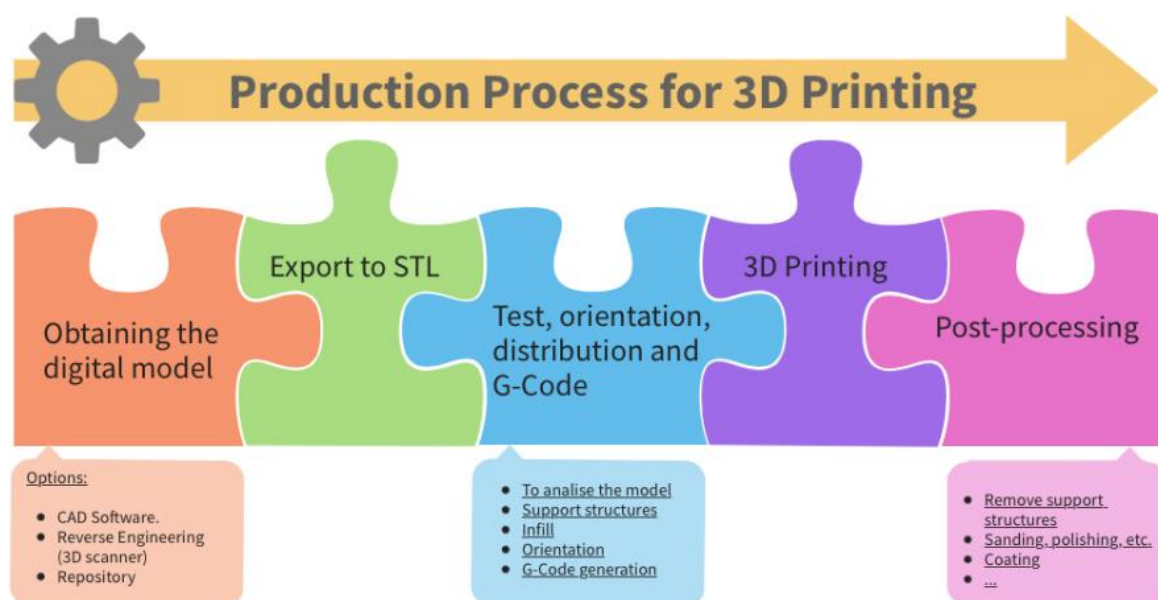 Production Process for 3D Printing
Obtaining the
digital model
Export to STL
Test, orientation,
distribution and
G-Code
3D Printing
Post-processing
Options:
● CAD Software.
● Reverse Engineering
(3D scanner)
● Repository
● To analise the model
● Support structures
● Infill
● Orientation
● G-Code generation
● Remove support
structures
● Sanding, polishing, etc.
● Coating
● ...